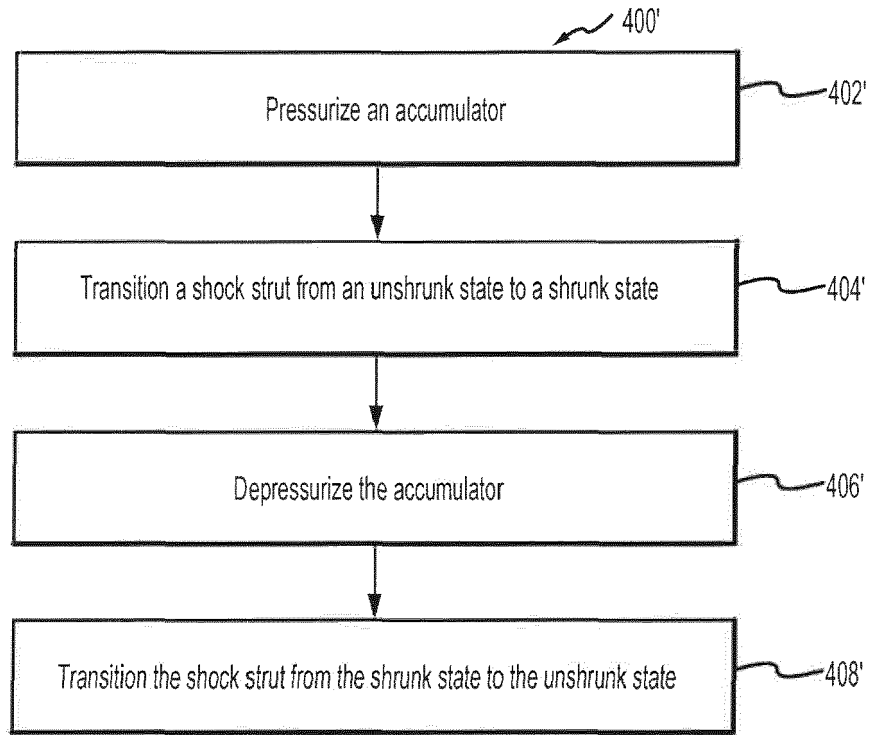 400'
Pressurize an accumulator
402'
Transition a shock strut from an unshrunk state to a shrunk state
404'
Depressurize the accumulator
406'
Transition the shock strut from the shrunk state to the unshrunk state
408'